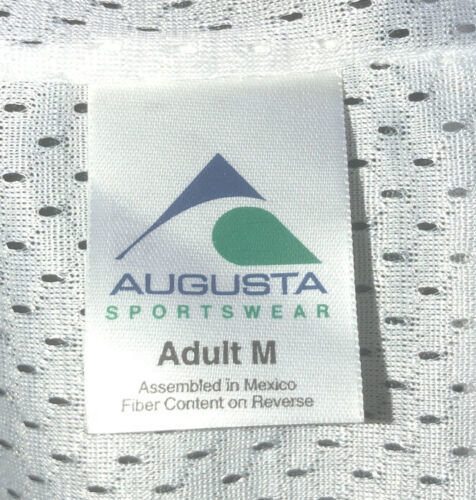 AUGUSTA
SPORTSWEAR
Adult M
Assembled in Mexico
Fiber Content on Reverse